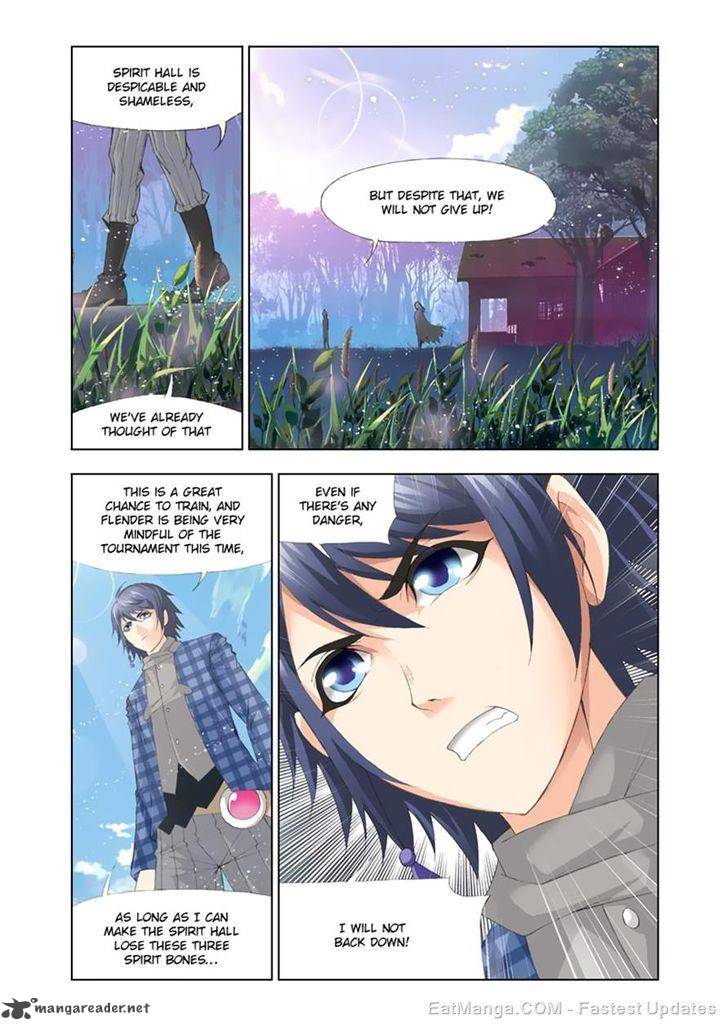 SPIRIT HALL IS
DESPICABLE AND
SHAMELESS,
WE'VE ALREADY
THOUGHT OF THAT
BUT DESPITE THAT, WE
WILL NOT GIVE UP!
THIS IS A GREAT
CHANCE TO TRAIN, AND
FLENDER IS BEING VERY
MINDFUL OF THE
TOURNAMENT THIS TIME,
AS LONG AS I CAN
MAKE THE SPIRIT HALL
LOSE THESE THREE
SPIRIT BONES...
EVEN IF
THERE'S ANY
DANGER,
I WILL NOT
BACK DOWN!
mangareader.net
EatManga.COM - Fastest Updates